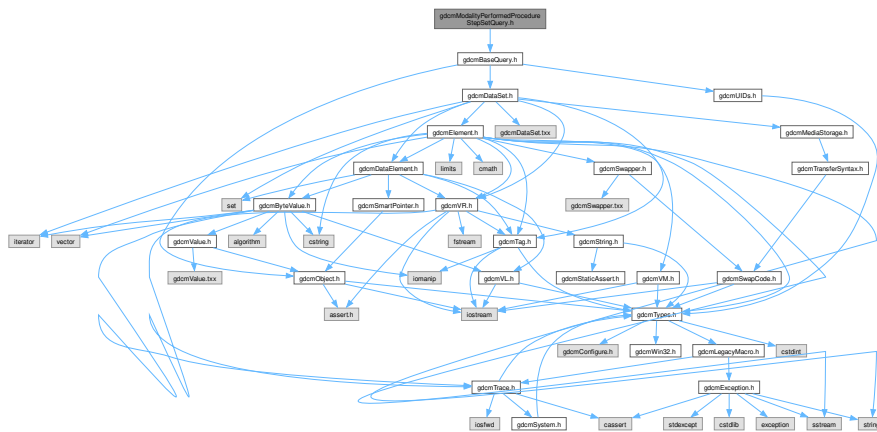 gdcmModalityPerformedProcedure
StepSetQuery.h
gdcmBaseQuery.h
gdcmDataSet.h
gdcmUIDs.h
gdcmElement.h
gdcmDataSet.txx
gdcmMediaStorage.h
gdcmDataElement.h
limits
cmath
gdcmSwapper.h
gdcmTransferSyntax.h
set
gdcmByteValue.h
gdcmSmartPointer.h
gdcmVR.h
gdcmSwapper.txx
iterator
vector
gdcmValue.h
algorithm
cstring
fstream
gdcmTag.h
gdcmString.h
gdcmValue.txx
gdcmObject.h
iomanip
gdcmVL.h
gdcmStaticAssert.h
gdcmVM.h
gdcmSwapCode.h
assert.h
iostream
gdcmTypes.h
gdcmConfigure.h
gdcmWin32.h
gdcmLegacyMacro.h
cstdint
gdcmTrace.h
gdcmException.h
iosfwd
gdcmSystem.h
cassert
stdexcept
cstdlib
exception
sstream
string